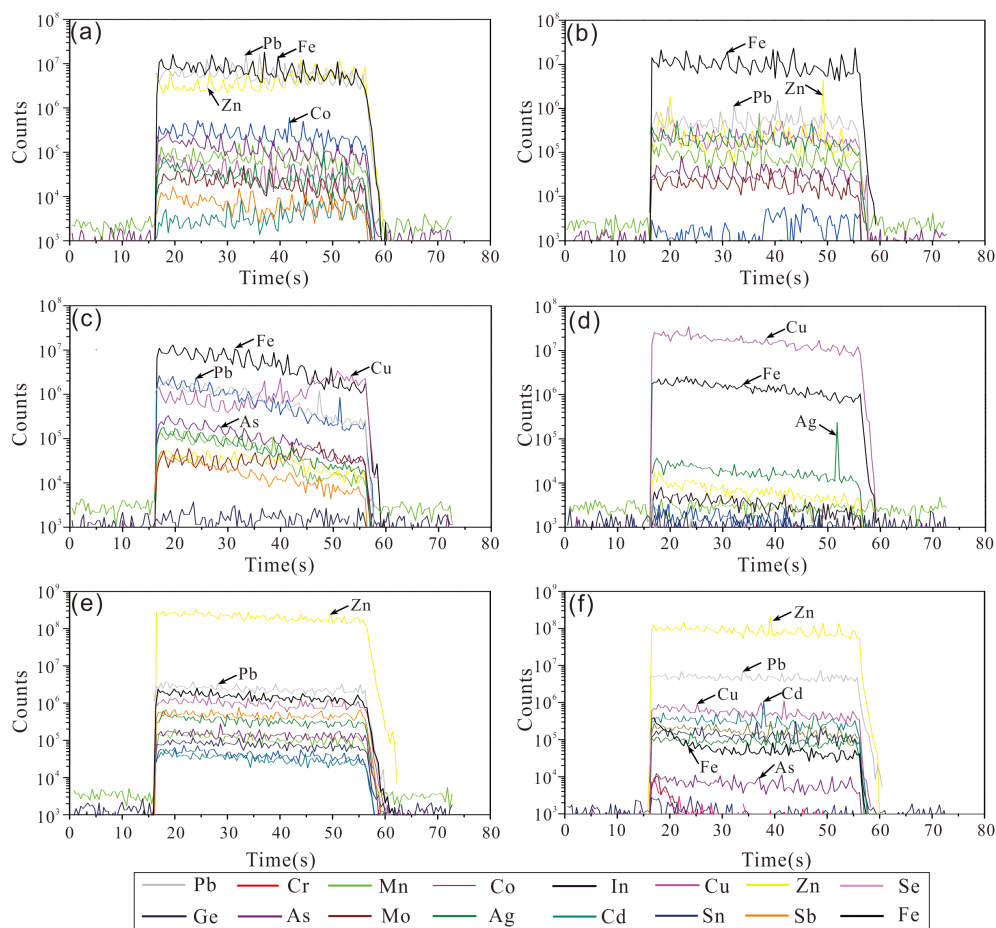 (a)
Pb
Fe
Zn
Co
Counts
10⁸
10⁷
10⁶
10⁵
10⁴
10³
0 10 20 30 40 50 60 70 80
Time(s)
(b)
Fe
Zn
Pb
Counts
10⁸
10⁷
10⁶
10⁵
10⁴
10³
0 10 20 30 40 50 60 70 80
Time(s)
(c)
Fe
Pb
Cu
As
Counts
10⁸
10⁷
10⁶
10⁵
10⁴
10³
0 10 20 30 40 50 60 70 80
Time(s)
(d)
Cu
Fe
Ag
Counts
10⁸
10⁷
10⁶
10⁵
10⁴
10³
0 10 20 30 40 50 60 70 80
Time(s)
(e)
Zn
Pb
Counts
10⁹
10⁸
10⁷
10⁶
10⁵
10⁴
10³
0 10 20 30 40 50 60 70 80
Time(s)
(f)
Zn
Pb
Cu
Cd
Fe
As
Counts
10⁹
10⁸
10⁷
10⁶
10⁵
10⁴
10³
0 10 20 30 40 50 60 70 80
Time(s)
Pb Cr Mn Co In Cu Zn Se
Ge As Mo Ag Cd Sn Sb Fe